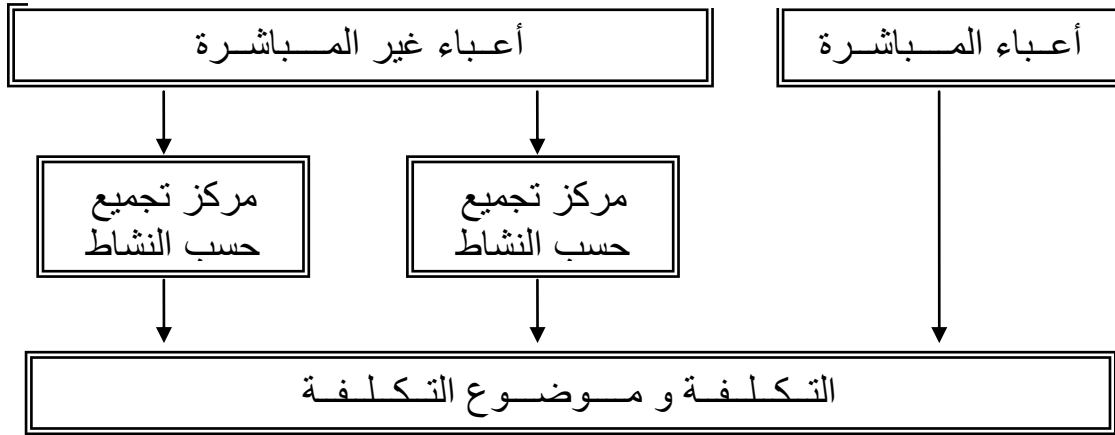 أعباء المباشرة
أعباء غير المباشرة
مركز تجميع
حسب النشاط
مركز تجميع
حسب النشاط
التكلفة و موضوع التكلفة